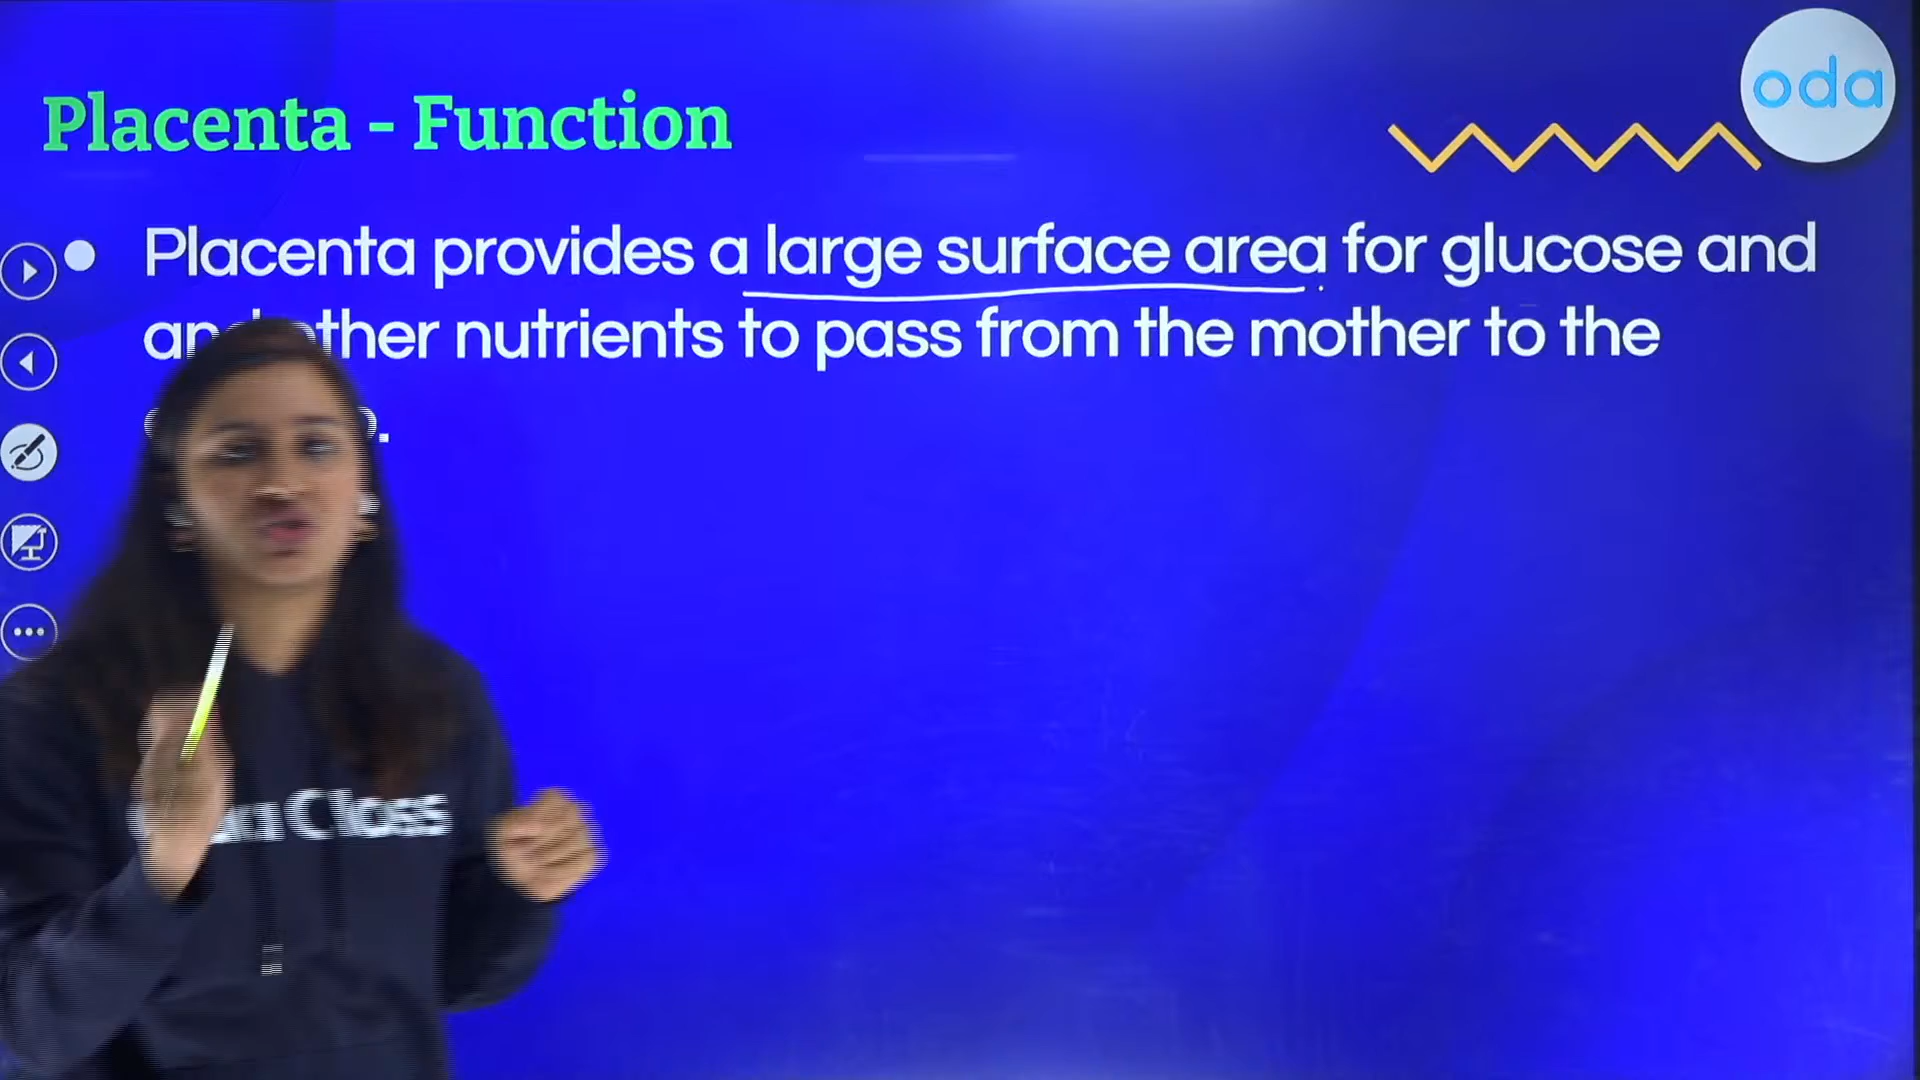 oda
Placenta - Function
Placenta provides a large surface area for glucose and
other nutrients to pass from the mother to the